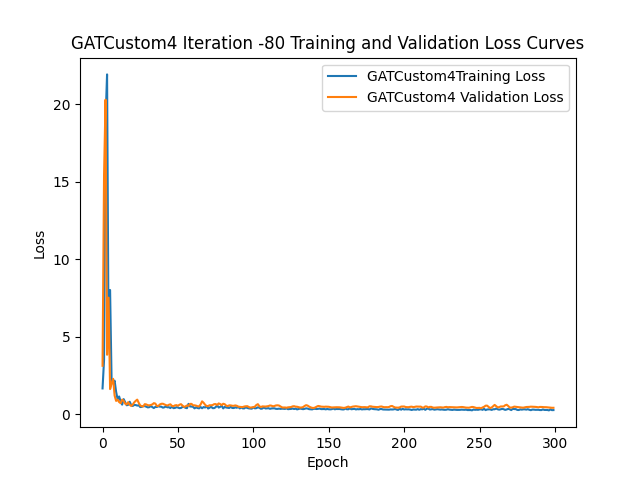 GATCustom4 Iteration -80 Training and Validation Loss Curves
GATCustom4Training Loss
GATCustom4 Validation Loss
Loss
20
15
10
5
0
0 50 100 150 200 250 300
Epoch